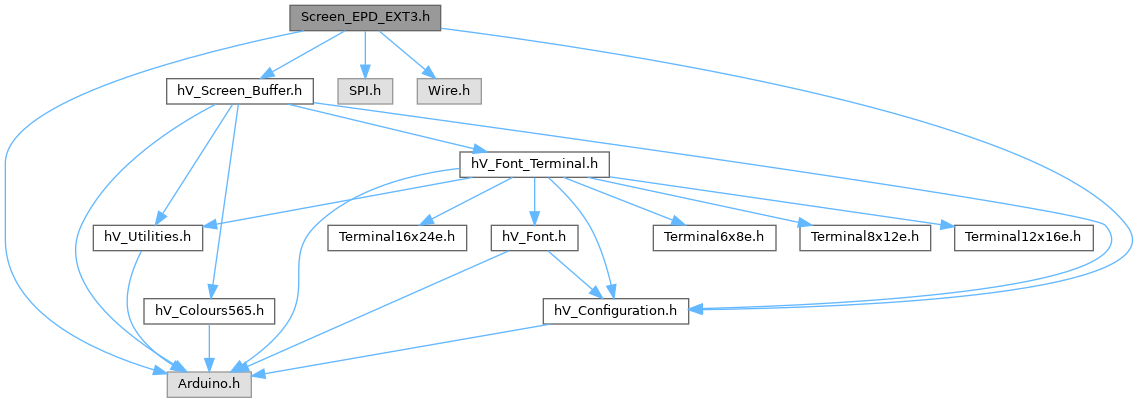 Screen_EPD_EXT3.h
hV_Screen_Buffer.h
SPI.h
Wire.h
hV_Font_Terminal.h
hV_Utilities.h
Terminal16x24e.h
hV_Font.h
Terminal6x8e.h
Terminal8x12e.h
Terminal12x16e.h
hV_Colours565.h
hV_Configuration.h
Arduino.h